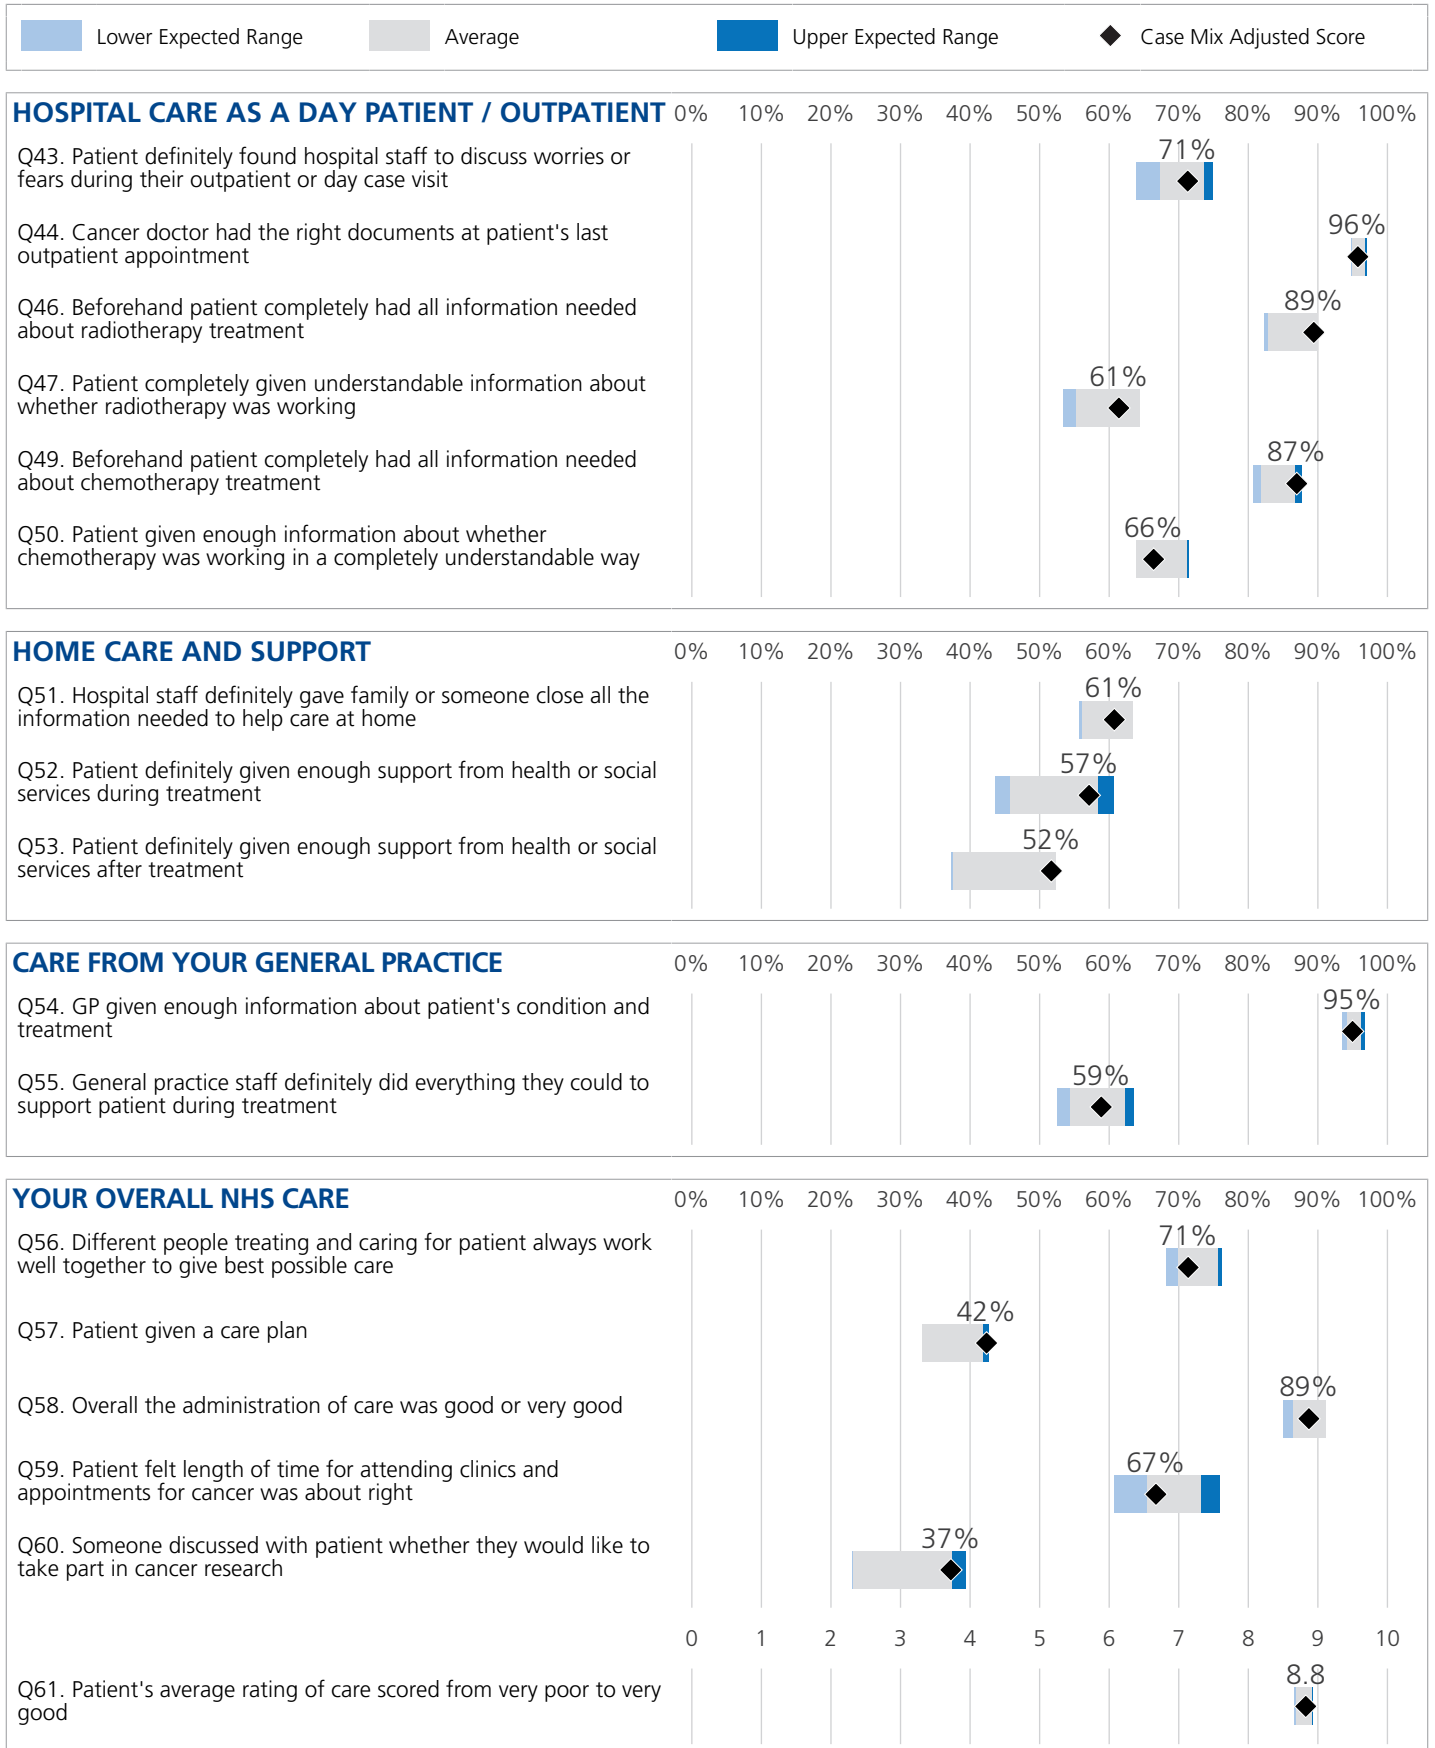 Lower Expected Range Average Upper Expected Range Case Mix Adjusted Score
HOSPITAL CARE AS A DAY PATIENT / OUTPATIENT 0% 10% 20% 30% 40% 50% 60% 70% 80% 90% 100%
Q43. Patient definitely found hospital staff to discuss worries or
fears during their outpatient or day case visit
71%
Q44. Cancer doctor had the right documents at patient's last
outpatient appointment
96%
Q46. Beforehand patient completely had all information needed
about radiotherapy treatment
89%
Q47. Patient completely given understandable information about
whether radiotherapy was working
61%
Q49. Beforehand patient completely had all information needed
about chemotherapy treatment
87%
Q50. Patient given enough information about whether
chemotherapy was working in a completely understandable way
66%
HOME CARE AND SUPPORT 0% 10% 20% 30% 40% 50% 60% 70% 80% 90% 100%
Q51. Hospital staff definitely gave family or someone close all the
information needed to help care at home
61%
Q52. Patient definitely given enough support from health or social
services during treatment
57%
Q53. Patient definitely given enough support from health or social
services after treatment
52%
CARE FROM YOUR GENERAL PRACTICE 0% 10% 20% 30% 40% 50% 60% 70% 80% 90% 100%
Q54. GP given enough information about patient's condition and
treatment
95%
Q55. General practice staff definitely did everything they could to
support patient during treatment
59%
YOUR OVERALL NHS CARE 0% 10% 20% 30% 40% 50% 60% 70% 80% 90% 100%
Q56. Different people treating and caring for patient always work
well together to give best possible care
71%
Q57. Patient given a care plan
42%
Q58. Overall the administration of care was good or very good
89%
Q59. Patient felt length of time for attending clinics and
appointments for cancer was about right
67%
Q60. Someone discussed with patient whether they would like to
take part in cancer research
37%
0 1 2 3 4 5 6 7 8 9 10
Q61. Patient's average rating of care scored from very poor to very
good
8.8